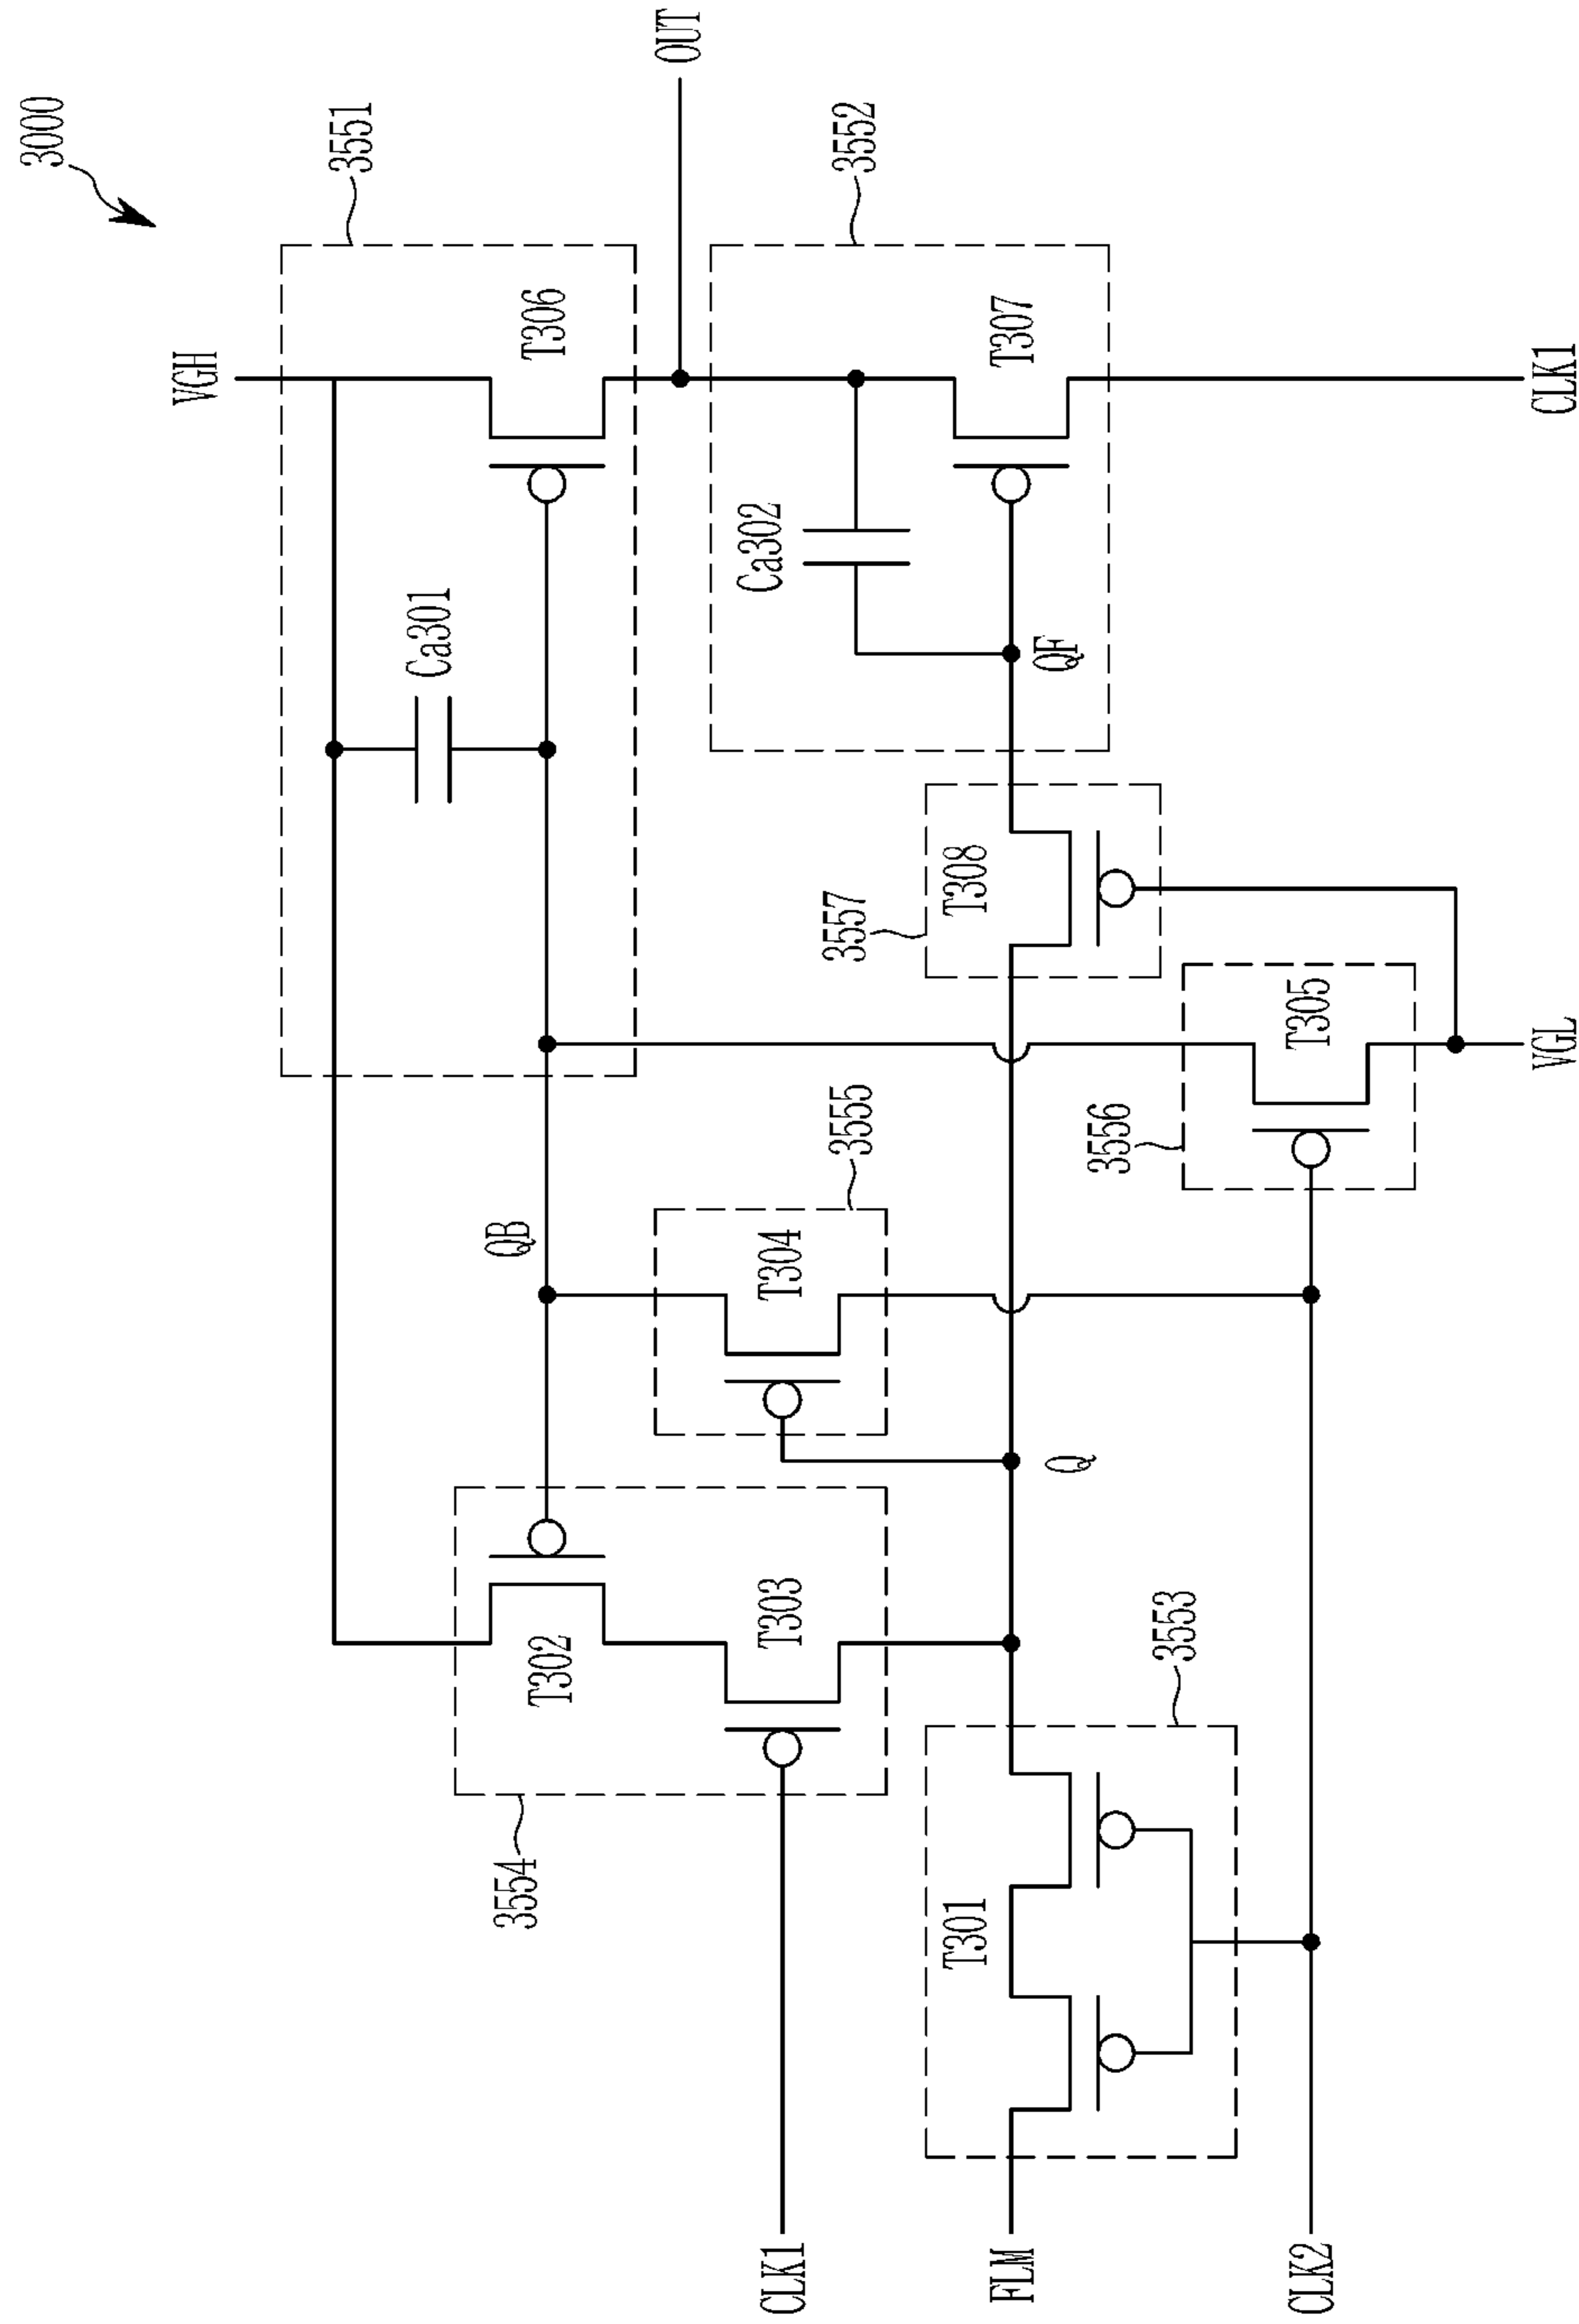 3000
VGH
3551
Ca301
T306
OUT
3552
Ca302
T307
QF
CLK1
3557
T308
3556
T305
VGL
QB
3555
T304
Q
3554
T302
T303
CLK1
3553
T301
FLM
CLK2